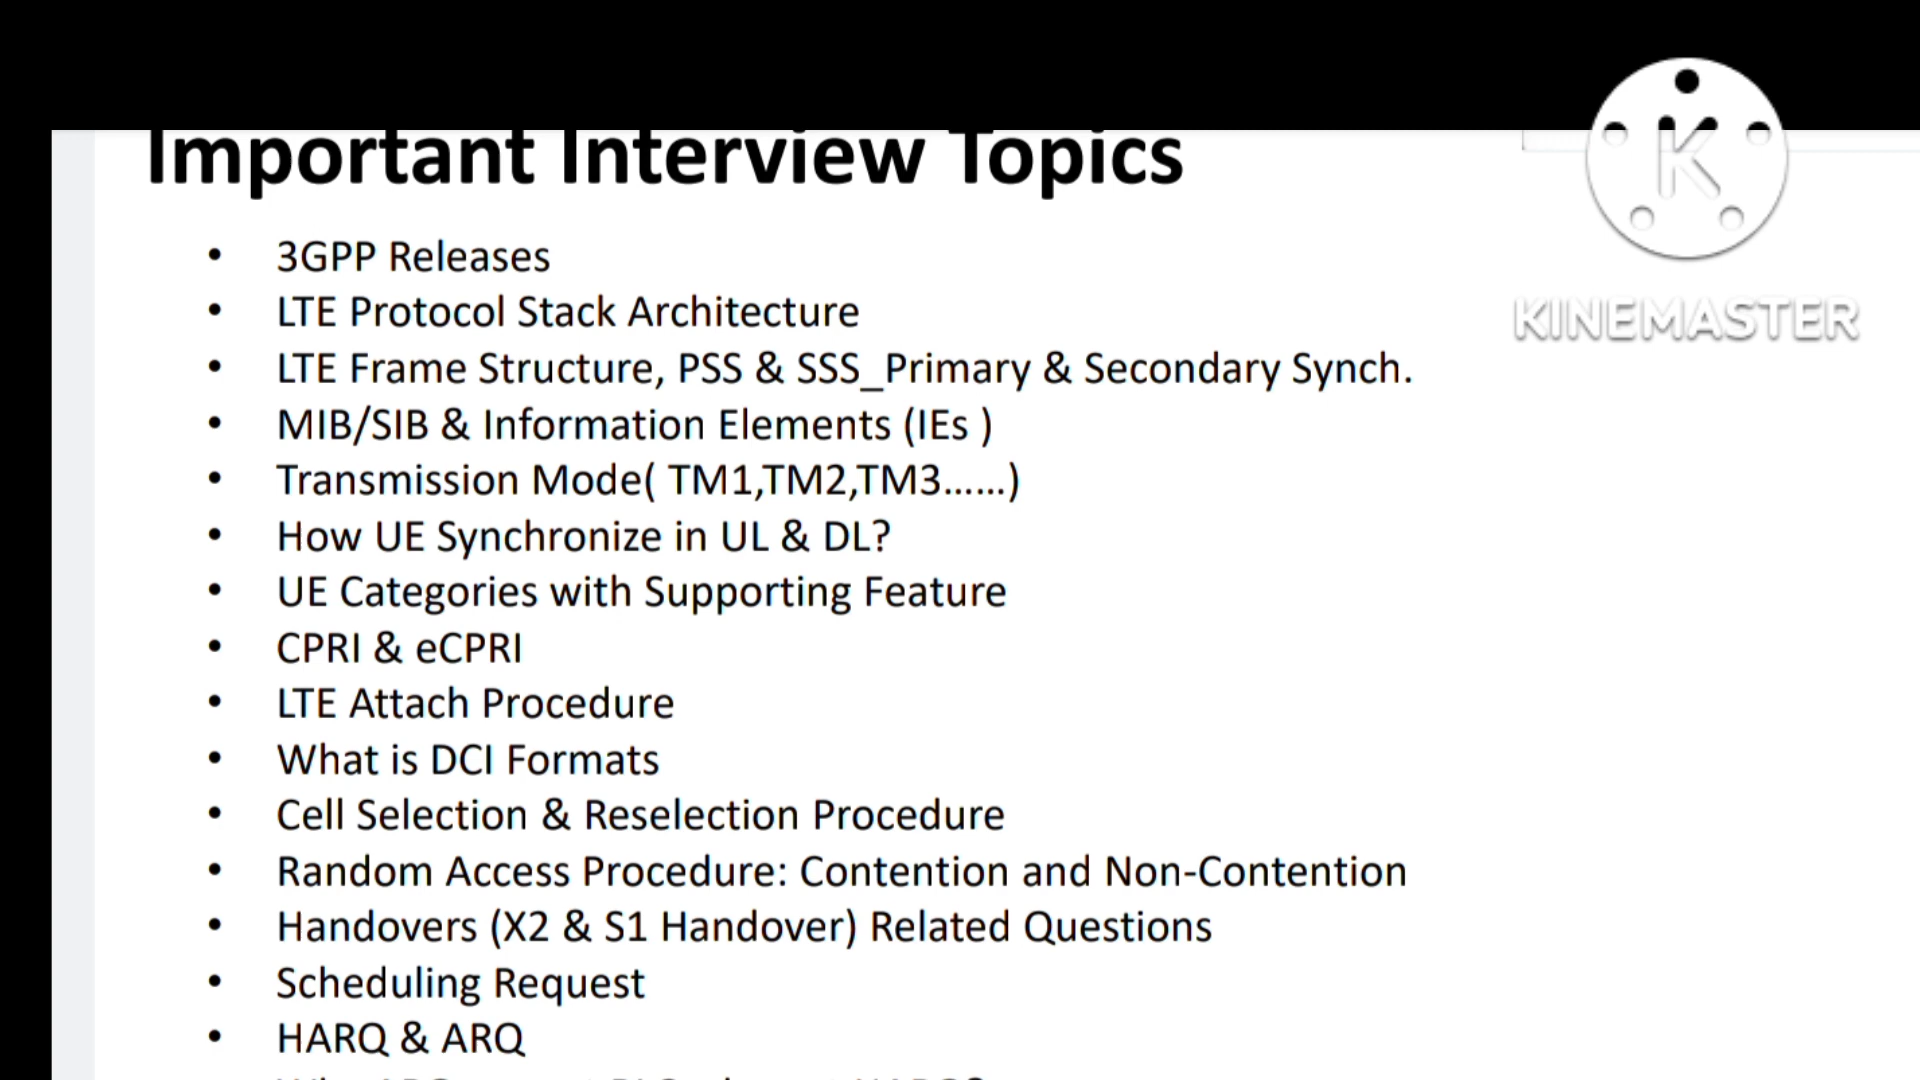 Important Interview Topics
K
KINEMASTER
• 3GPP Releases
• LTE Protocol Stack Architecture
• LTE Frame Structure, PSS & SSS_Primary & Secondary Synch.
• MIB/SIB & Information Elements (IEs )
• Transmission Mode( TM1,TM2,TM3......)
• How UE Synchronize in UL & DL?
• UE Categories with Supporting Feature
• CPRI & eCPRI
• LTE Attach Procedure
• What is DCI Formats
• Cell Selection & Reselection Procedure
• Random Access Procedure: Contention and Non-Contention
• Handovers (X2 & S1 Handover) Related Questions
• Scheduling Request
• HARQ & ARQ